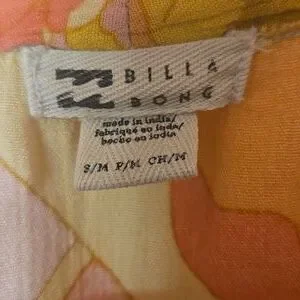 BILLA
BONG
made in india/
fabriqué en inde/
hecho en india
S/M P/M CH/M